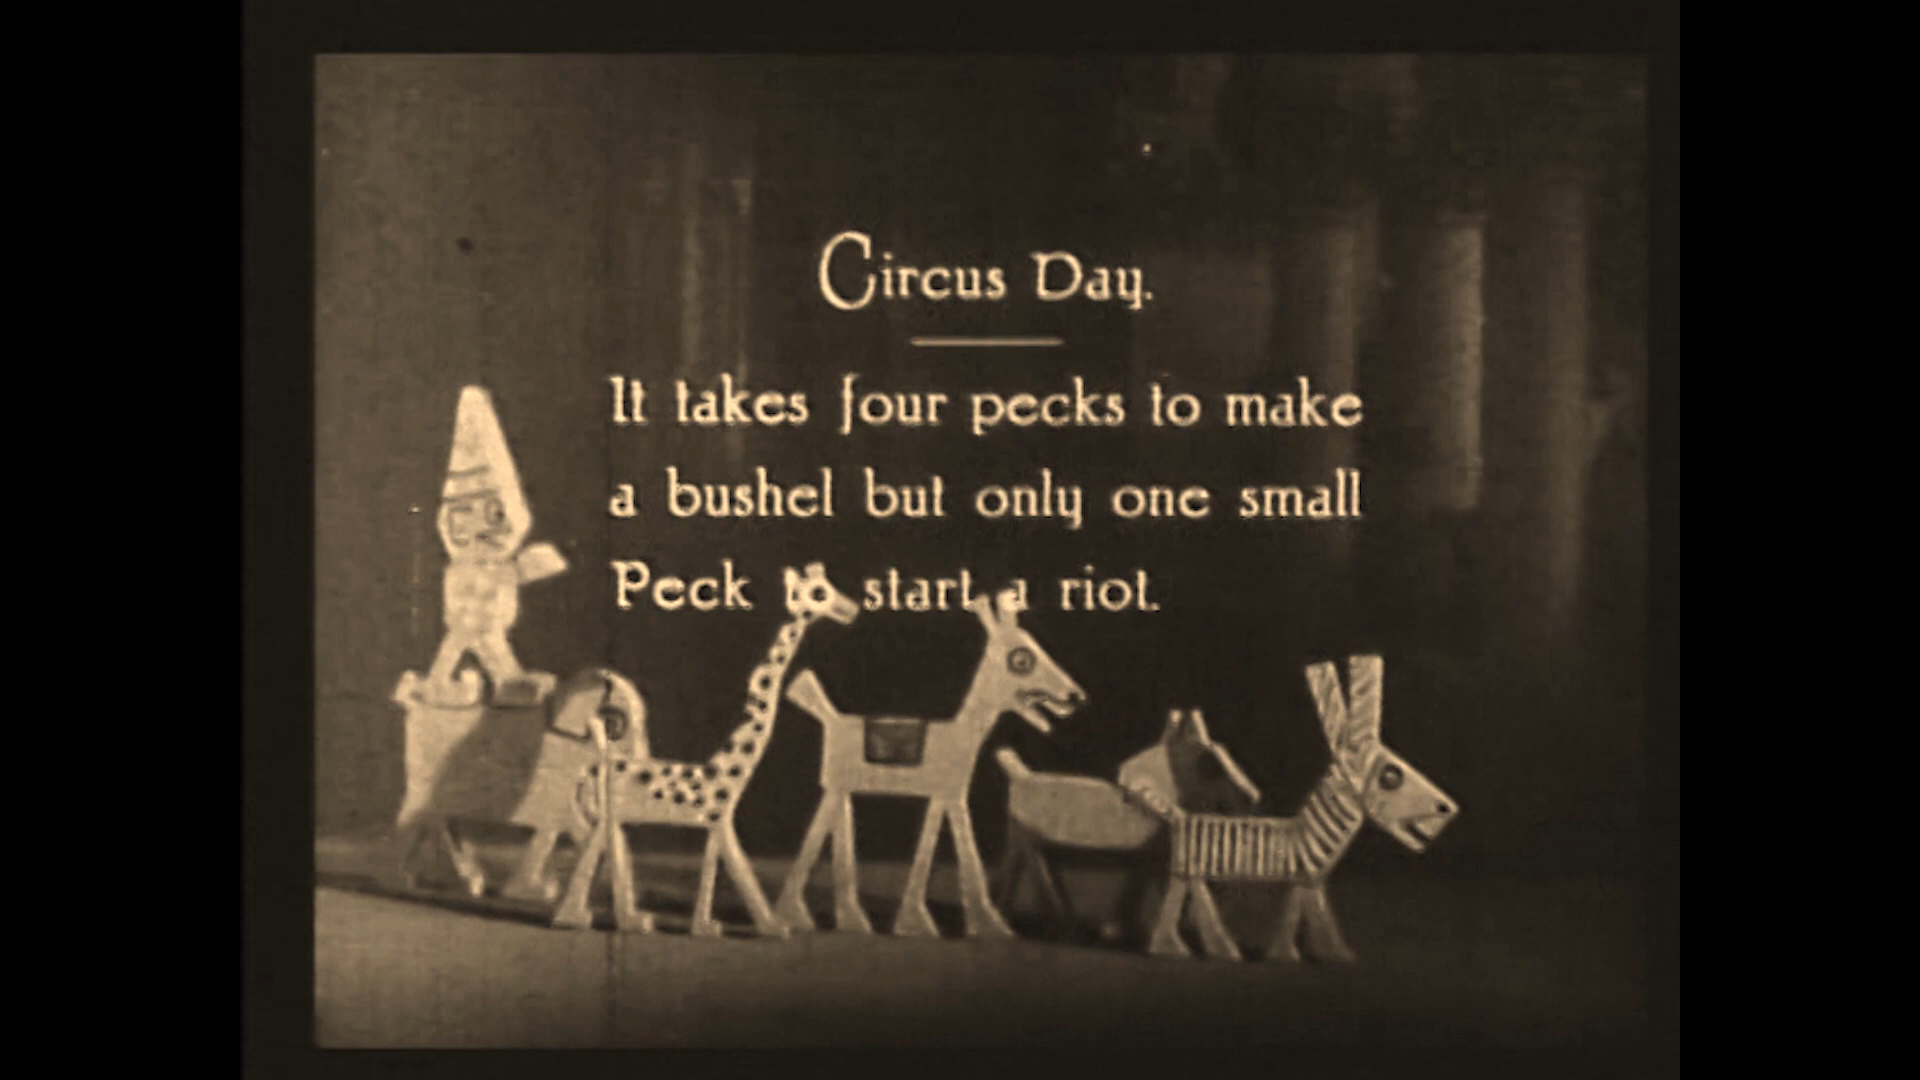 Circus Day.
It takes four pecks to make
a bushel but only one small
Peck to start a riot.